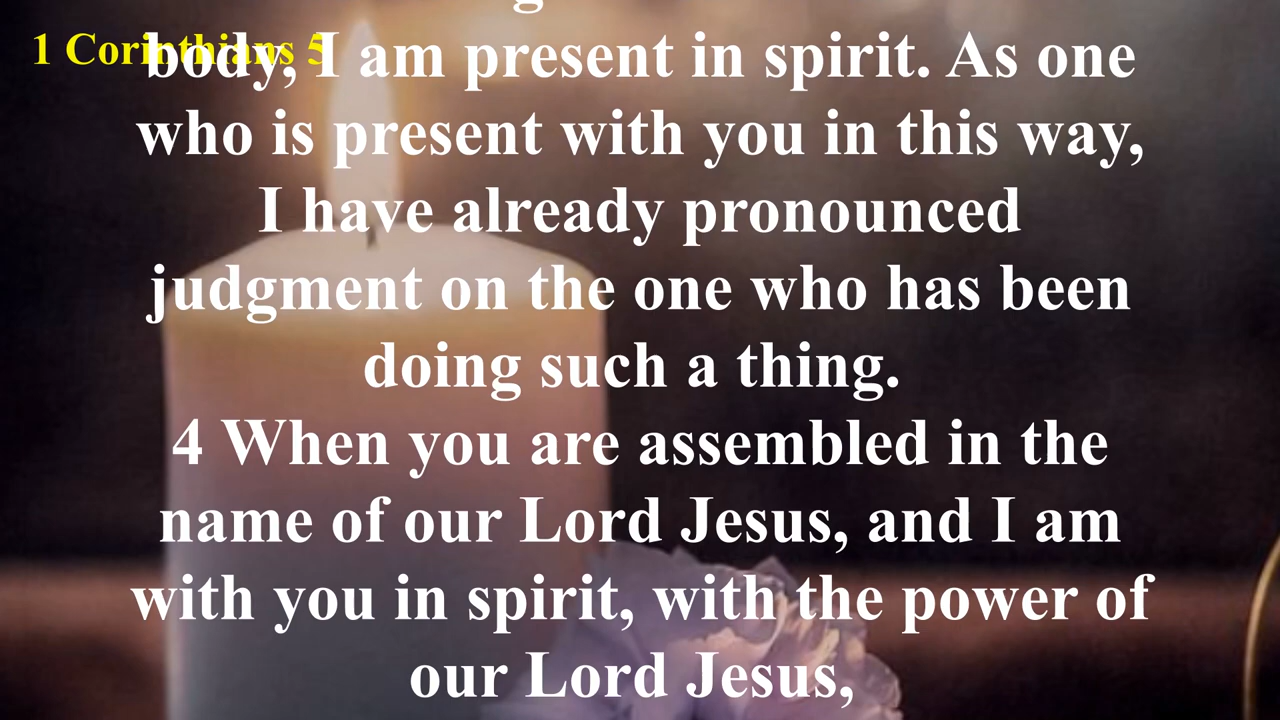 1 Corinthians 5
body, I am present in spirit. As one
who is present with you in this way,
I have already pronounced
judgment on the one who has been
doing such a thing.
4 When you are assembled in the
name of our Lord Jesus, and I am
with you in spirit, with the power of
our Lord Jesus,